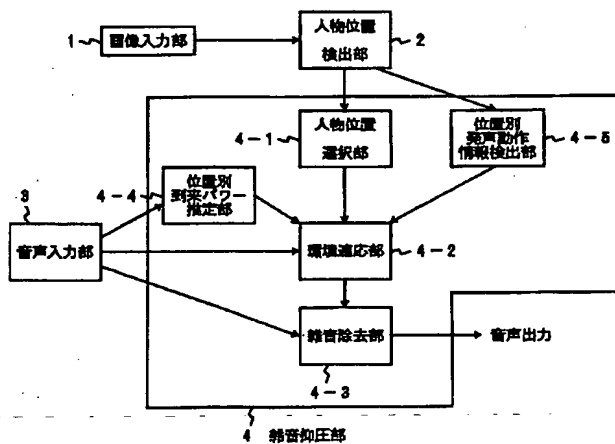 1
画像入力部
人物位置
検出部
2
4-1
人物位置
選択部
位置別
発声動作
情報検出部
4-5
4-4
位置別
到来パワー
推定部
3
音声入力部
環境適応部
4-2
雑音除去部
音声出力
4-3
4 雑音抑圧部